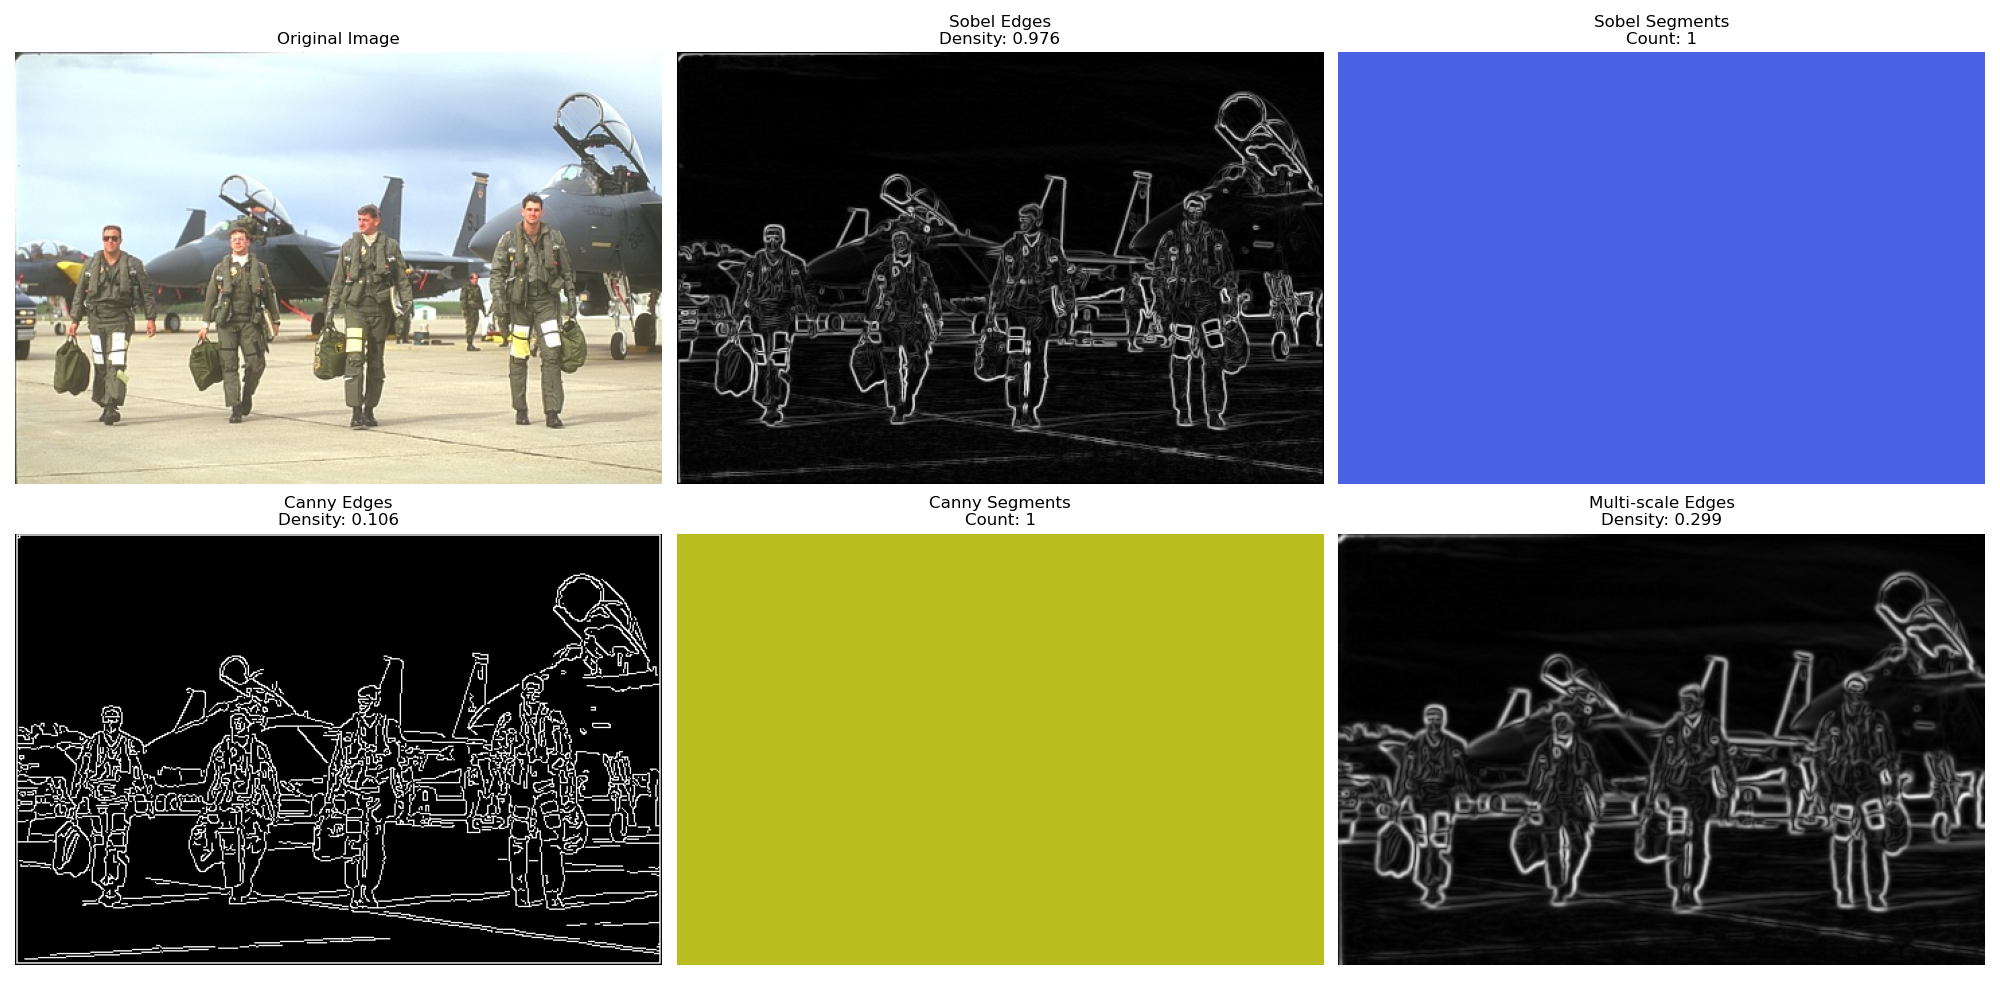 Original Image
Sobel Edges
Density: 0.976
Sobel Segments
Count: 1
Canny Edges
Density: 0.106
Canny Segments
Count: 1
Multi-scale Edges
Density: 0.299